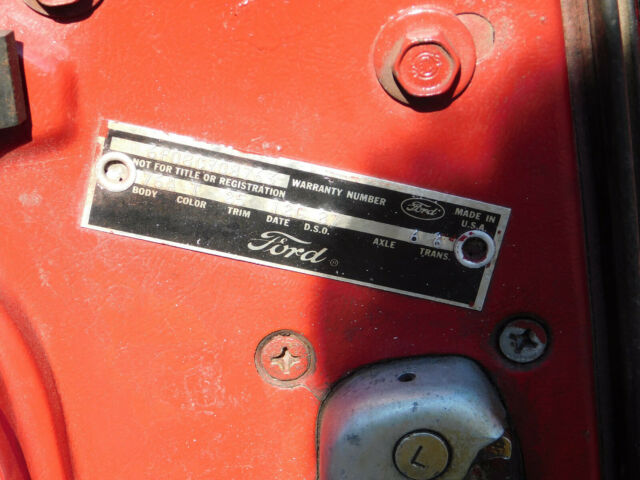 NOT FOR TITLE OR REGISTRATION WARRANTY NUMBER Ford MADE IN U.S.A.
BODY COLOR TRIM DATE D.S.O. AXLE TRANS.
Ford ®
L